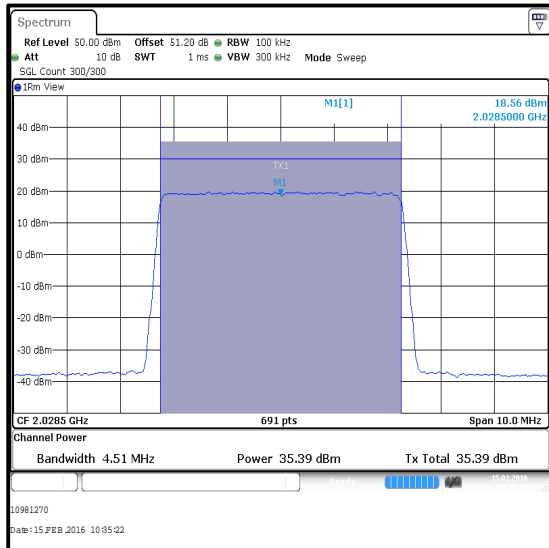 Spectrum
Ref Level 50.00 dBm Offset 51.20 dB RBW 100 kHz
Att 10 dB SWT 1 ms VBW 300 kHz Mode Sweep
SGL Count 300/300
1Rm View
M1[1] 18.56 dBm
2.0285000 GHz
40 dBm
30 dBm
TX1
M1
20 dBm
10 dBm
0 dBm
-10 dBm
-20 dBm
-30 dBm
-40 dBm
CF 2.0285 GHz 691 pts Span 10.0 MHz
Channel Power
Bandwidth 4.51 MHz Power 35.39 dBm Tx Total 35.39 dBm
Ready 15.02.2016
10981270
Date: 15.FEB.2016 10:35:22